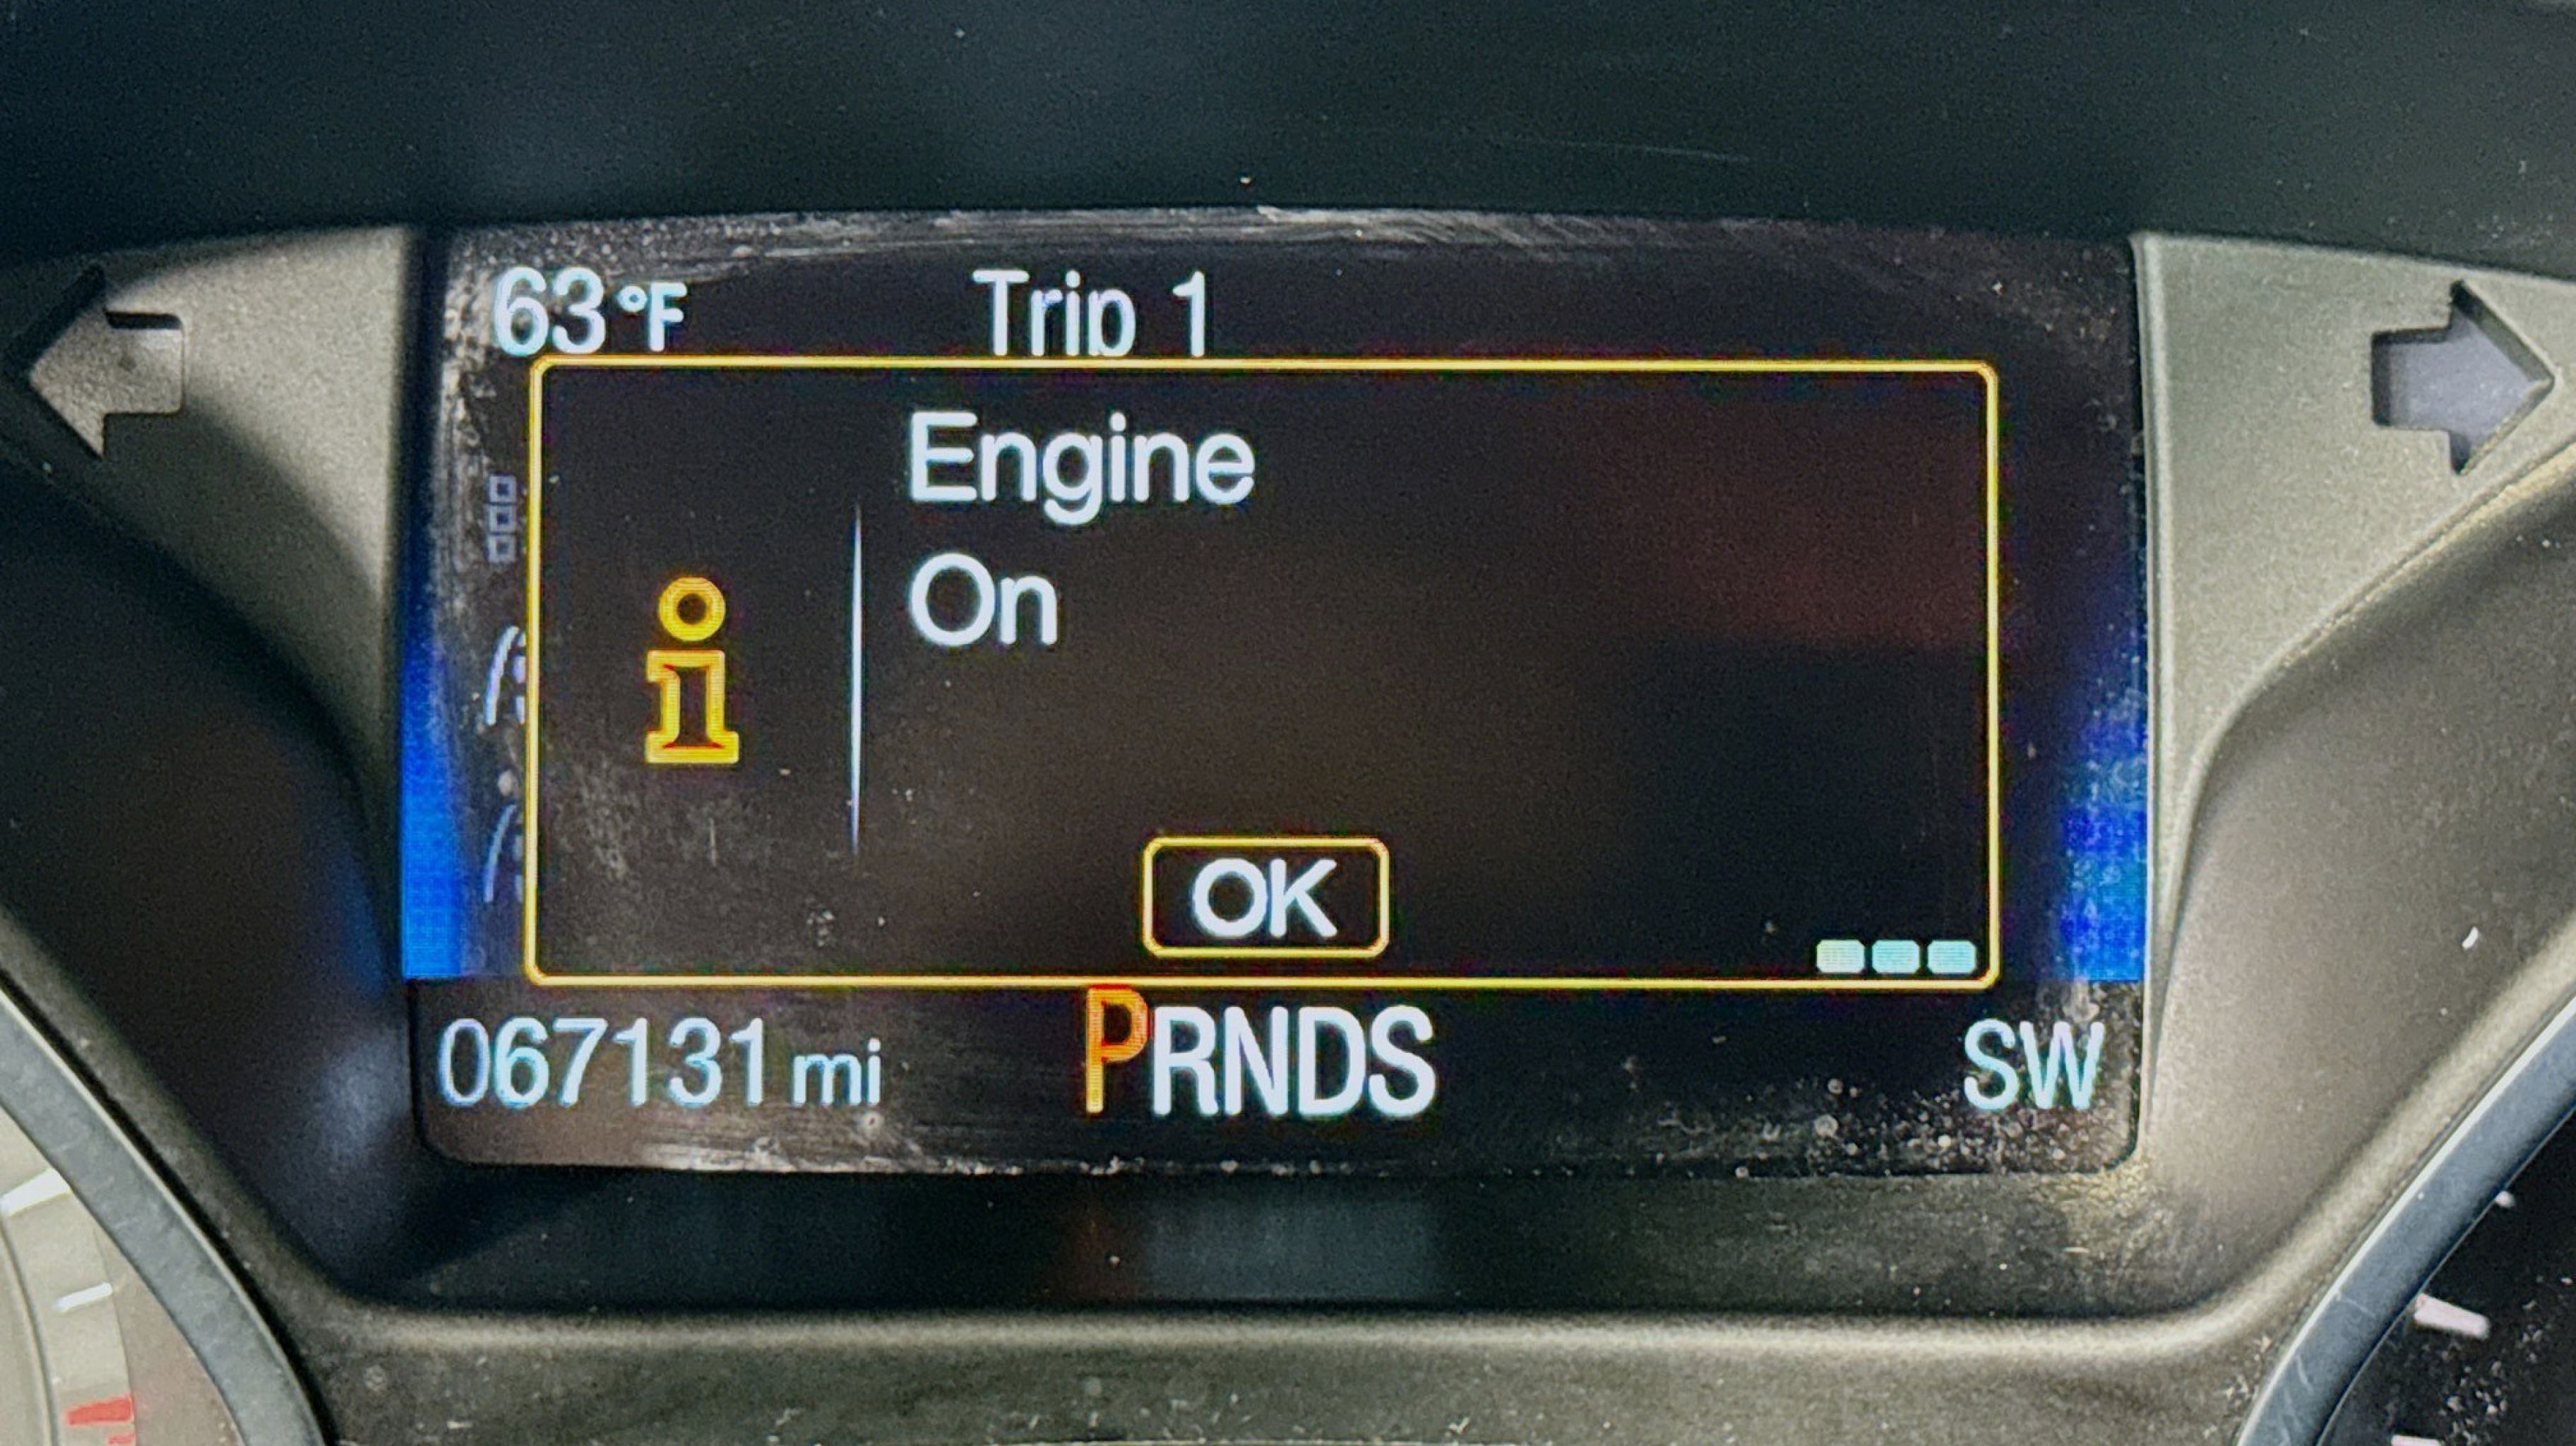 63°F Trip 1
Engine
On
OK
067131 mi PRNDS SW